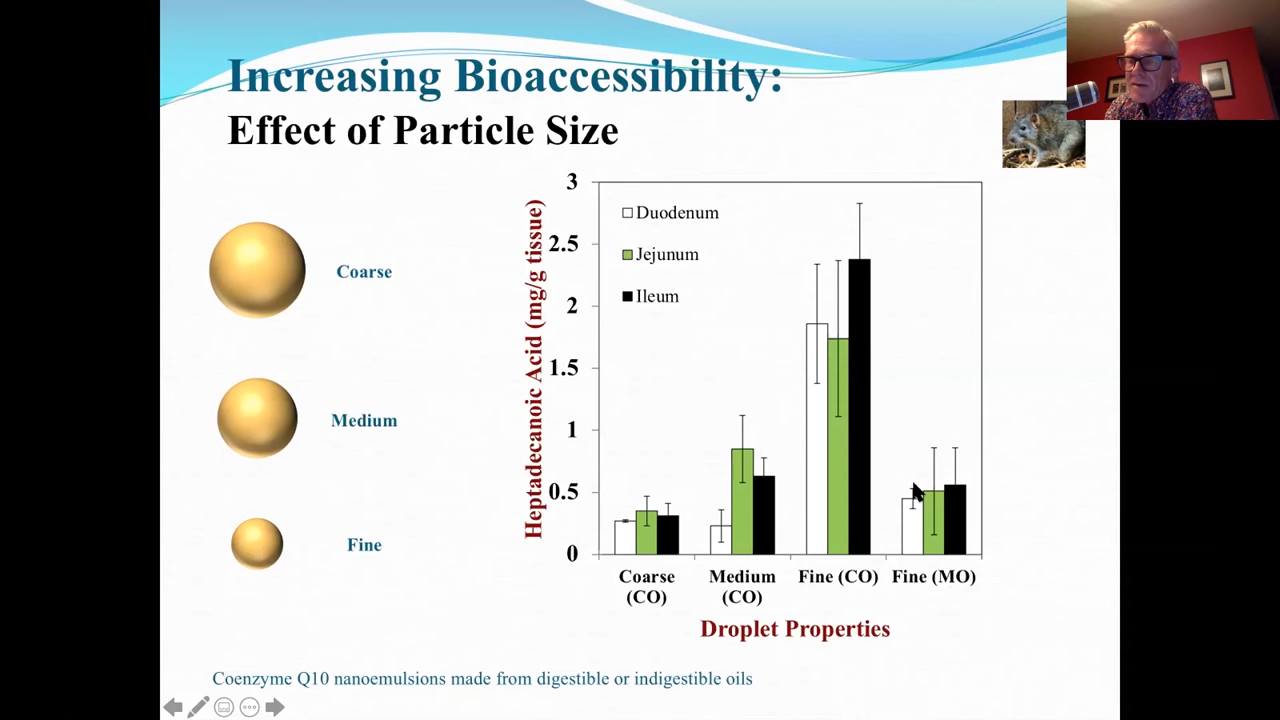 Increasing Bioaccessibility:
Effect of Particle Size
Coarse
Medium
Fine
Heptadecanoic Acid (mg/g tissue)
3
2.5
2
1.5
1
0.5
0
Duodenum
Jejunum
Ileum
Coarse
(CO)
Medium
(CO)
Fine (CO)
Fine (MO)
Droplet Properties
Coenzyme Q10 nanoemulsions made from digestible or indigestible oils